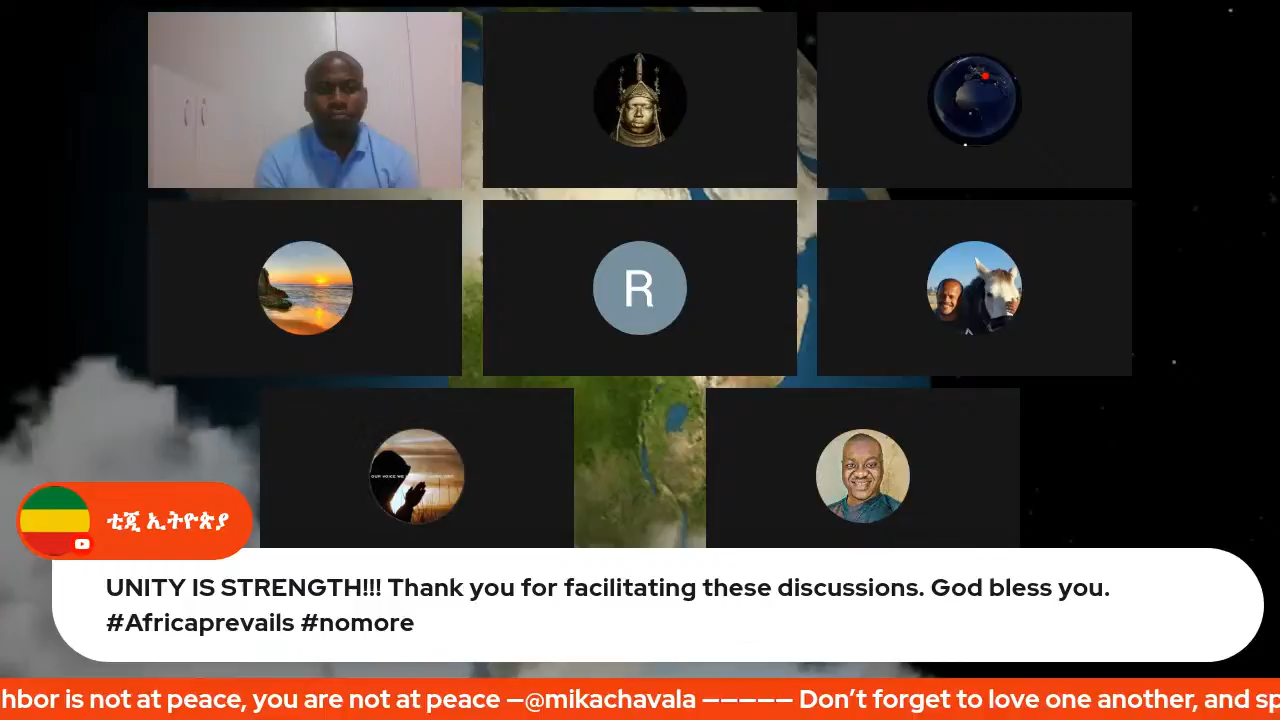 R
ቲጂ ኢትዮጵያ
UNITY IS STRENGTH!!! Thank you for facilitating these discussions. God bless you.
#Africaprevails #nomore
hbor is not at peace, you are not at peace —@mikachavala ————— Don’t forget to love one another, and sp